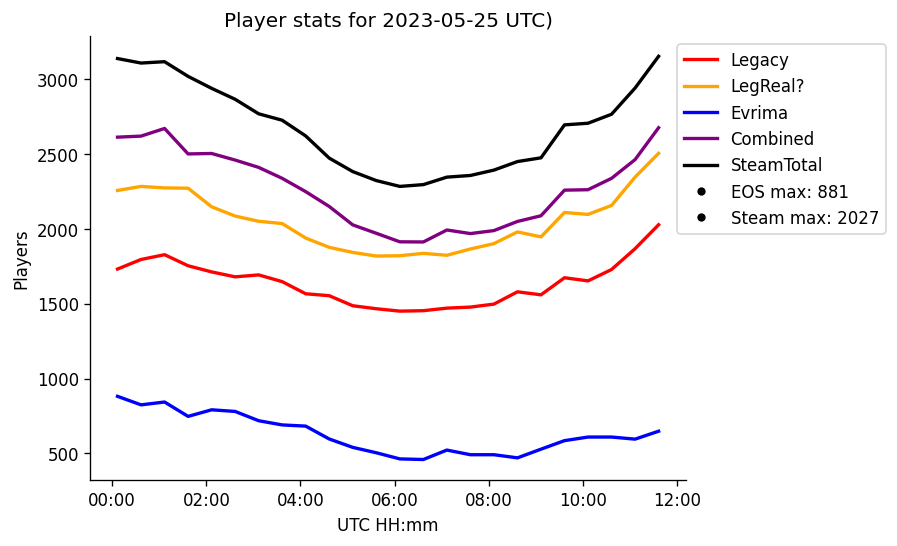 Player stats for 2023-05-25 UTC)
Legacy
LegReal?
Evrima
Combined
SteamTotal
EOS max: 881
Steam max: 2027
Players
3000
2500
2000
1500
1000
500
00:00 02:00 04:00 06:00 08:00 10:00 12:00
UTC HH:mm